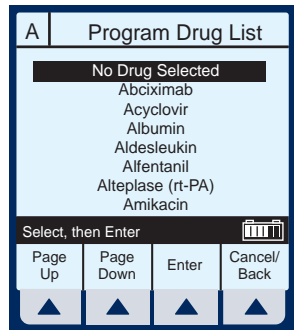 A Program Drug List
No Drug Selected
Abciximab
Acyclovir
Albumin
Aldesleukin
Alfentanil
Alteplase (rt-PA)
Amikacin
Select, then Enter
Page Up
Page Down
Enter
Cancel/ Back